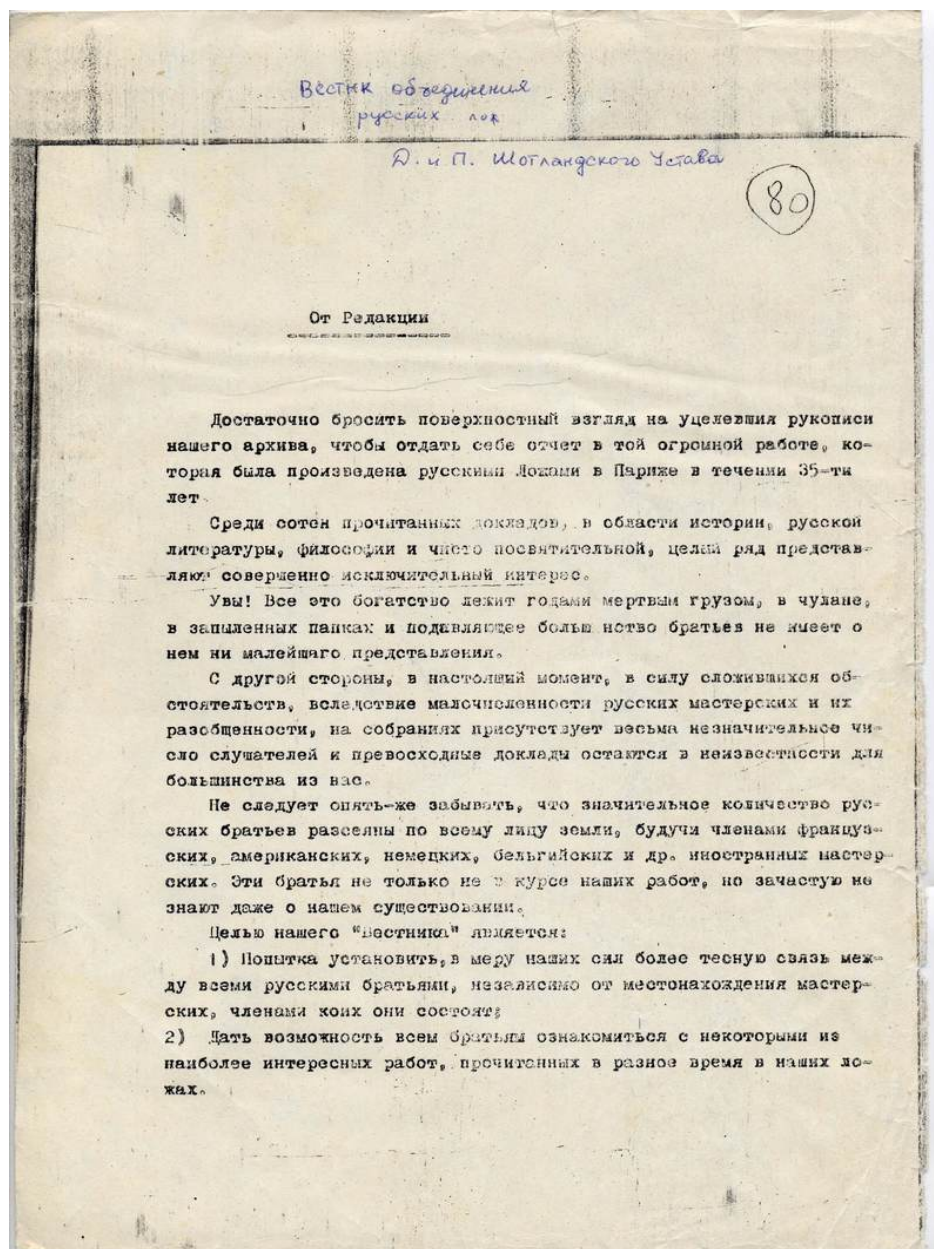 Вестнк объединения
русских лож
Д. и П. Шотландского Устава
80
От Редакции
Достаточно бросить поверхностный взгляд на уцелевшия рукописи
нашего архива, чтобы отдать себе отчет в той огромной работе, ко-
торая была произведена русскими Ложами в Париже в течении 35-ти
лет.
Среди сотен прочитанных докладов, в области истории, русской
литературы, философии и чисто посвятительной, целый ряд представ-
ляют совершенно исключительный интерес.
Увы! Все это богатство лежит годами мертвым грузом, в чулане,
в запыленных папках и подавляющее больш нство братьев не имеет о
нем ни малейшаго представления.
С другой стороны, в настоящий момент, в силу сложившихся об-
стоятельств, вследствие малочисленности русских мастерских и их
разобщенности, на собраниях присутствует весьма незначительное чи-
сло слушателей и превосходные доклады остаются в неизвестности для
большинства из нас.
Не следует опять-же забывать, что значительное количество рус-
ских братьев разсеяны по всему лицу земли, будучи членами француз-
ских, американских, немецких, бельгийских и др. иностранных мастер-
ских. Эти братья не только не в курсе наших работ, но зачастую не
знают даже о нашем существовании.
Целью нашего "Вестника" является:
1) Попытка установить, в меру наших сил более тесную связь меж-
ду всеми русскими братьями, независимо от местонахождения мастер-
ских, членами коих они состоят;
2) Дать возможность всем братьям ознакомиться с некоторыми из
наиболее интересных работ, прочитанных в разное время в наших ло-
жах.